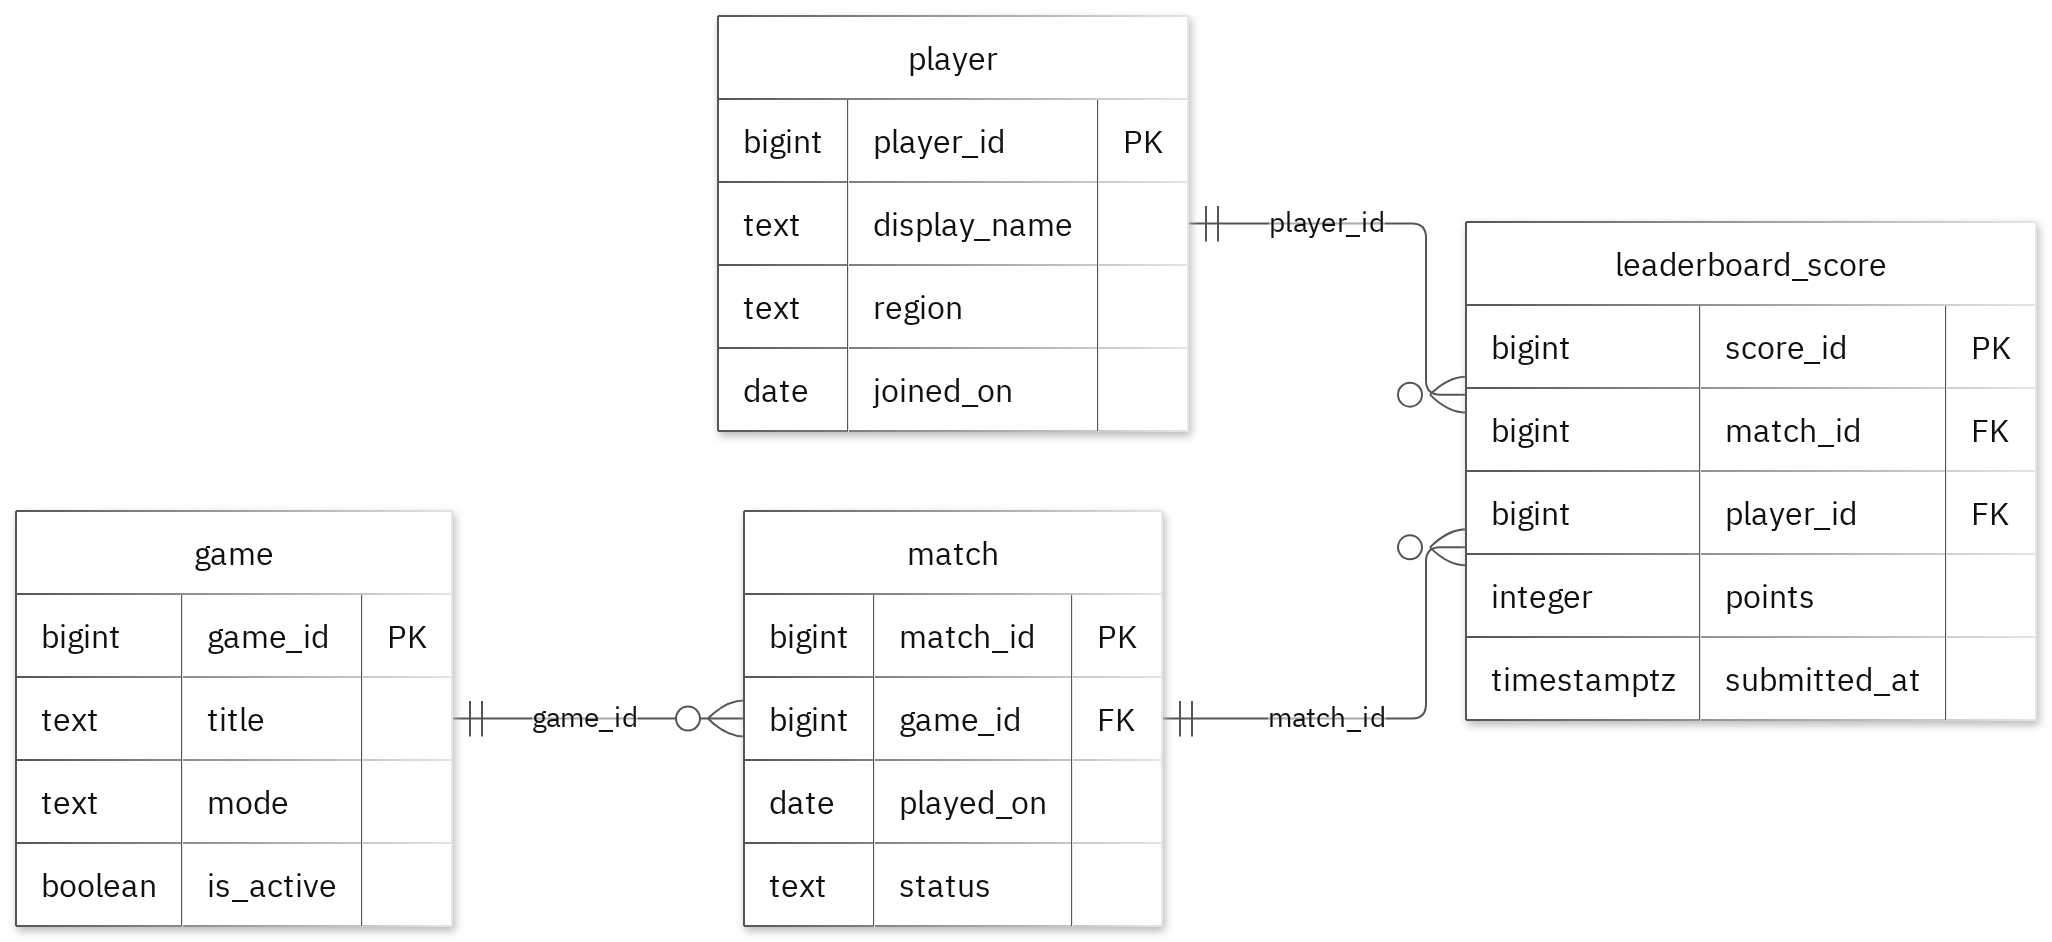 player
bigint player_id PK
text display_name
text region
date joined_on
player_id
leaderboard_score
bigint score_id PK
bigint match_id FK
bigint player_id FK
integer points
timestamptz submitted_at
game
bigint game_id PK
text title
text mode
boolean is_active
game_id
match
bigint match_id PK
bigint game_id FK
date played_on
text status
match_id